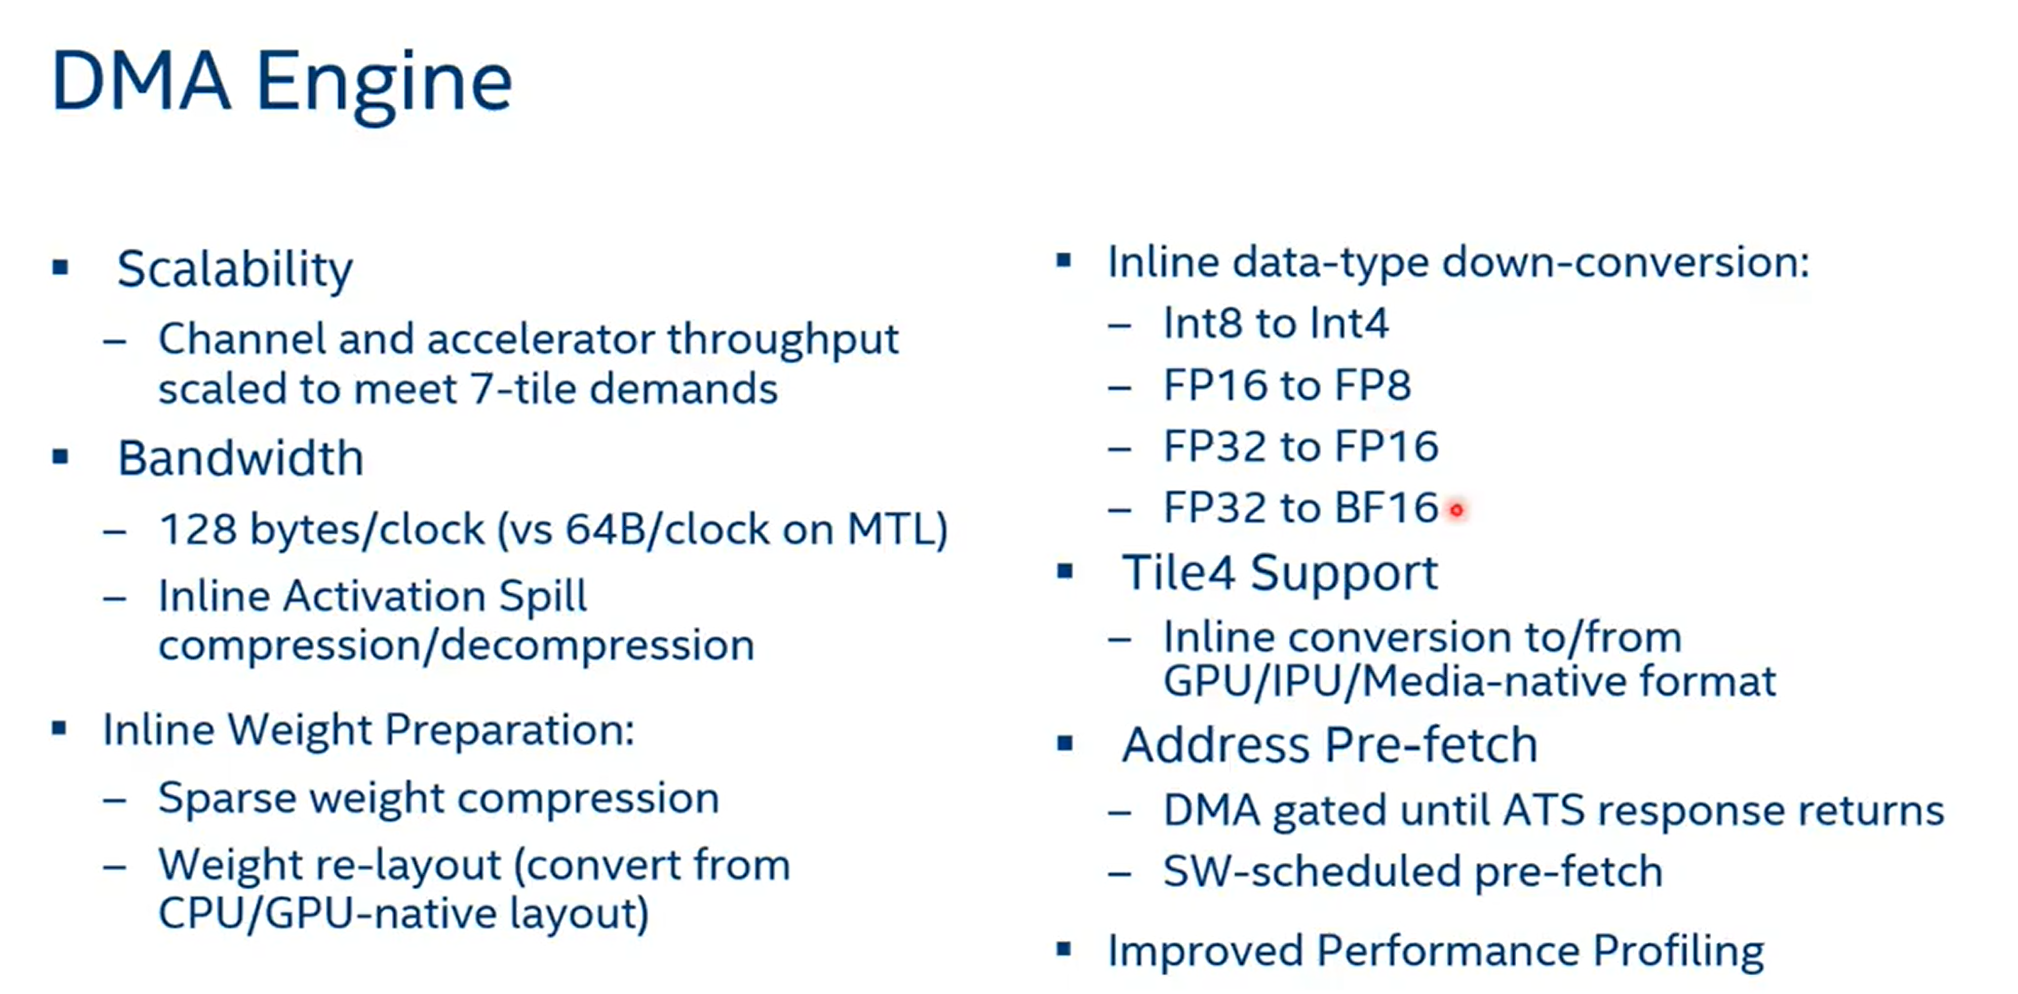 DMA Engine
▪ Scalability
– Channel and accelerator throughput
scaled to meet 7-tile demands
▪ Bandwidth
– 128 bytes/clock (vs 64B/clock on MTL)
– Inline Activation Spill
compression/decompression
▪ Inline Weight Preparation:
– Sparse weight compression
– Weight re-layout (convert from
CPU/GPU-native layout)
▪ Inline data-type down-conversion:
– Int8 to Int4
– FP16 to FP8
– FP32 to FP16
– FP32 to BF16
▪ Tile4 Support
– Inline conversion to/from
GPU/IPU/Media-native format
▪ Address Pre-fetch
– DMA gated until ATS response returns
– SW-scheduled pre-fetch
▪ Improved Performance Profiling